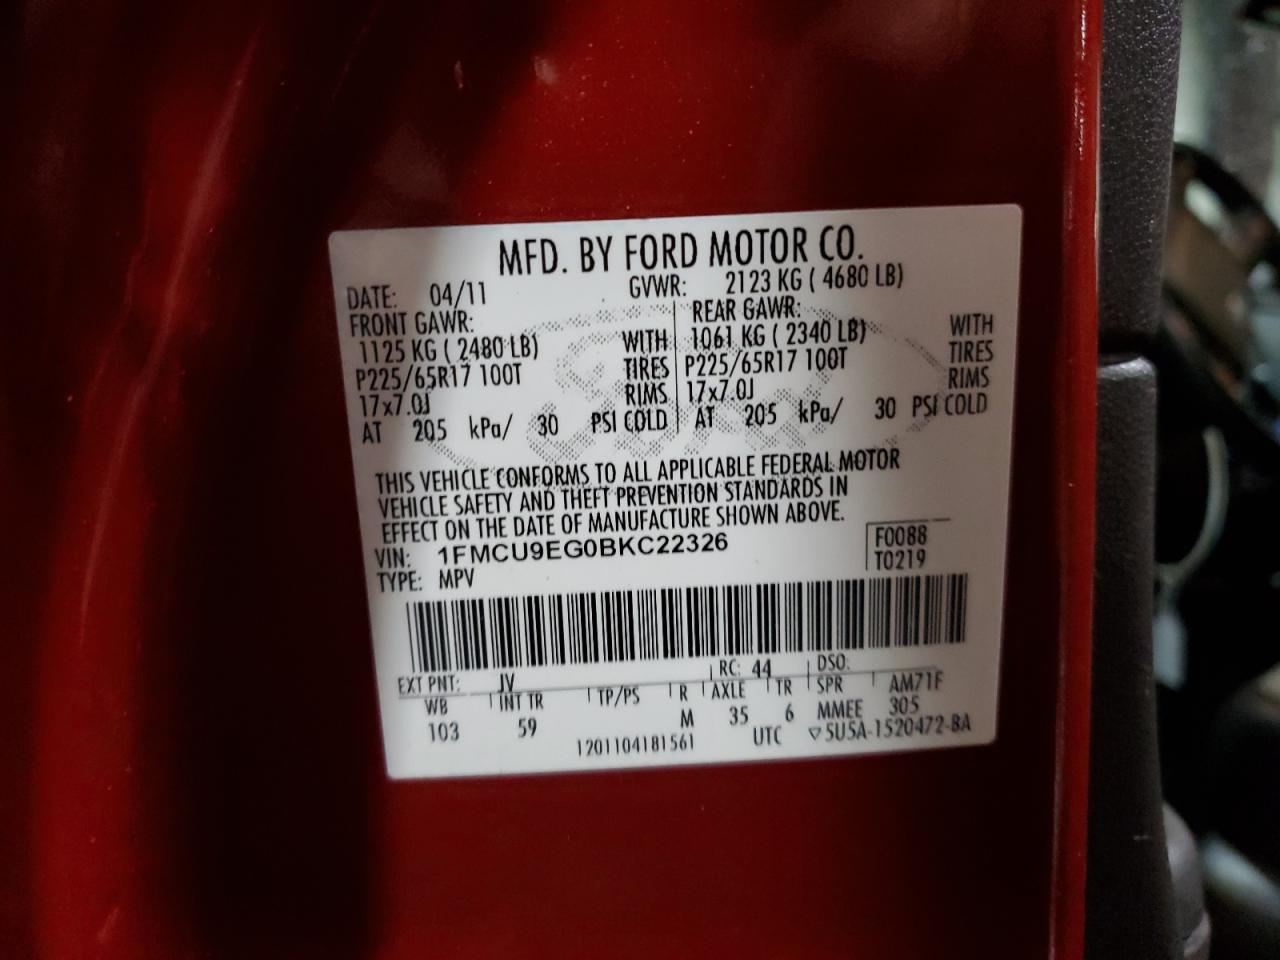 MFD. BY FORD MOTOR CO.
DATE: 04/11 GVWR: 2123 KG ( 4680 LB)
FRONT GAWR: REAR GAWR:
1125 KG ( 2480 LB) WITH 1061 KG ( 2340 LB) WITH
P225/65R17 100T TIRES P225/65R17 100T TIRES
17x7.0J RIMS 17x7.0J RIMS
AT 205 kPa/ 30 PSI COLD AT 205 kPa/ 30 PSI COLD
THIS VEHICLE CONFORMS TO ALL APPLICABLE FEDERAL MOTOR
VEHICLE SAFETY AND THEFT PREVENTION STANDARDS IN
EFFECT ON THE DATE OF MANUFACTURE SHOWN ABOVE.
VIN: 1FMCU9EG0BKC22326 F0088
TYPE: MPV T0219
EXT PNT: JV RC: 44 DSO:
WB INT TR TP/PS R AXLE TR SPR AM71F
103 59 M 35 6 MMEE 305
1201104181561 UTC ▽5U5A-1520472-BA